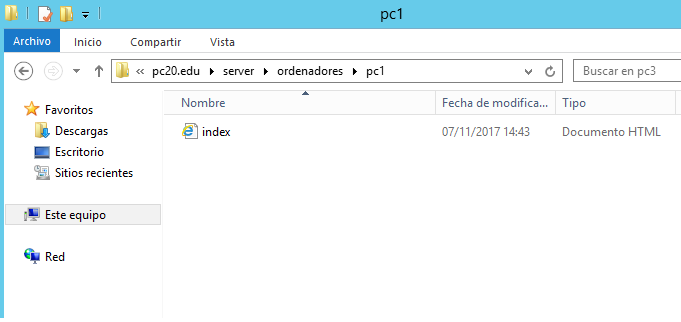 pc1
Archivo Inicio Compartir Vista
« pc20.edu server ordenadores pc1 Buscar en pc3
Nombre Fecha de modifica... Tipo
Favoritos
index 07/11/2017 14:43 Documento HTML
Descargas
Escritorio
Sitios recientes
Este equipo
Red